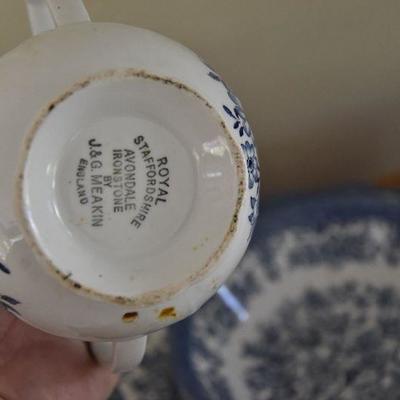 ROYAL
STAFFORDSHIRE
AVONDALE
IRONSTONE
BY
J.&G. MEAKIN
ENGLAND